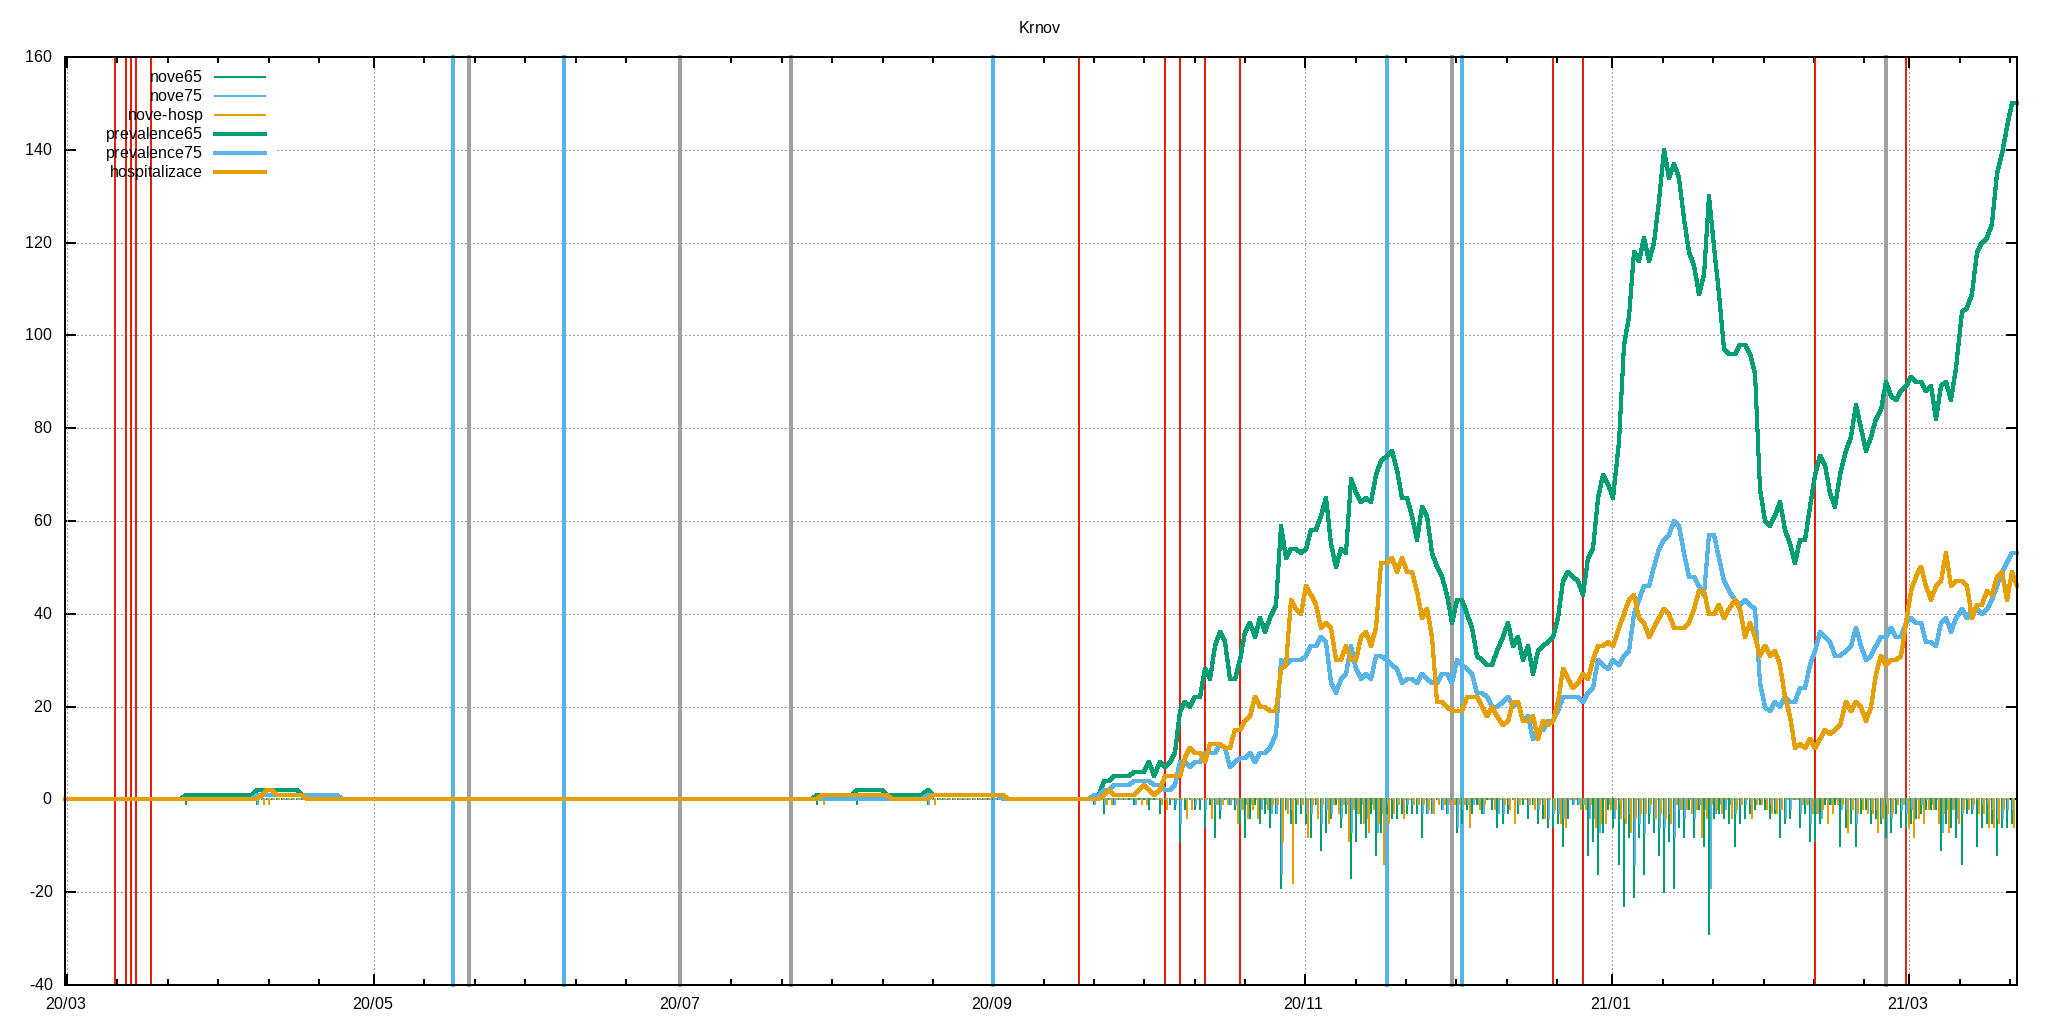 Krnov
160
nove65
nove75
nove-hosp
prevalence65
prevalence75
hospitalizace
140
120
100
80
60
40
20
0
-20
-40
20/03 20/05 20/07 20/09 20/11 21/01 21/03